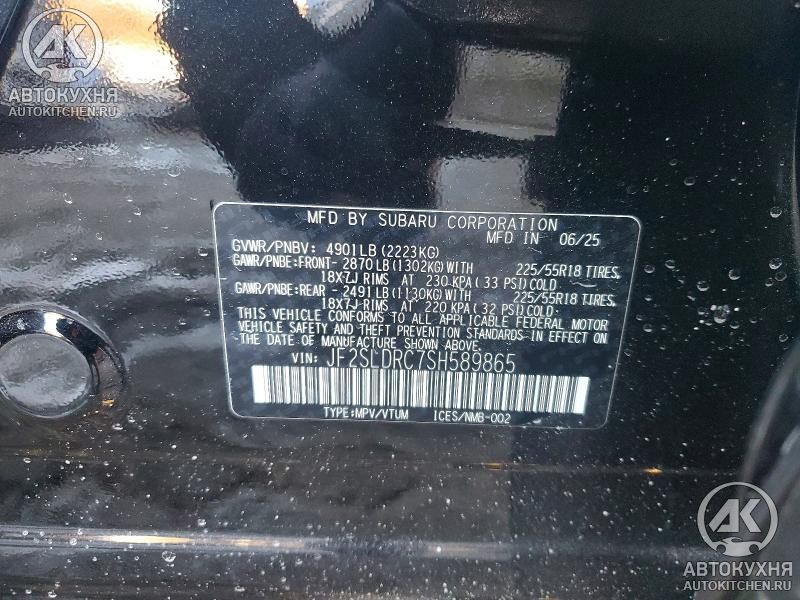 АК
АВТОКУХНЯ
AUTOKITCHEN.RU
MFD BY SUBARU CORPORATION
MFD IN 06/25
GVWR/PNBV: 4901LB (2223KG)
GAWR/PNBE:FRONT- 2870LB (1302KG) WITH 225/55R18 TIRES,
18X7J RIMS AT 230 KPA (33 PSI) COLD
GAWR/PNBE:REAR - 2491LB (1130KG) WITH 225/55R18 TIRES,
18X7J RIMS AT 220 KPA (32 PSI) COLD
THIS VEHICLE CONFORMS TO ALL APPLICABLE FEDERAL MOTOR
VEHICLE SAFETY AND THEFT PREVENTION STANDARDS IN EFFECT
ON THE DATE OF MANUFACTURE SHOWN ABOVE.
VIN: JF2SLDRC7SH589865
TYPE:MPV/VTUM ICES/NMB-002
АК
АВТОКУХНЯ
AUTOKITCHEN.RU